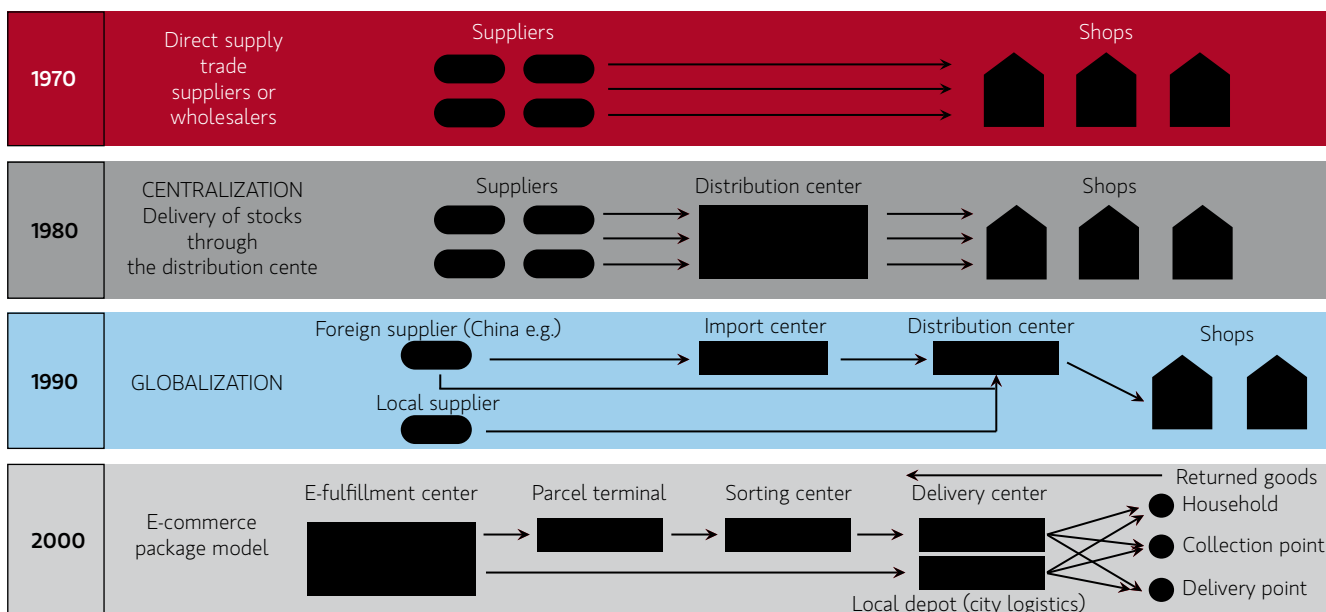 1970
Direct supply
trade
suppliers or
wholesalers
Suppliers
Shops
1980
CENTRALIZATION
Delivery of stocks
through
the distribution cente
Suppliers
Distribution center
Shops
1990
GLOBALIZATION
Foreign supplier (China e.g.)
Import center
Distribution center
Shops
Local supplier
2000
E-commerce
package model
E-fulfillment center
Parcel terminal
Sorting center
Delivery center
Returned goods
Household
Collection point
Delivery point
Local depot (city logistics)